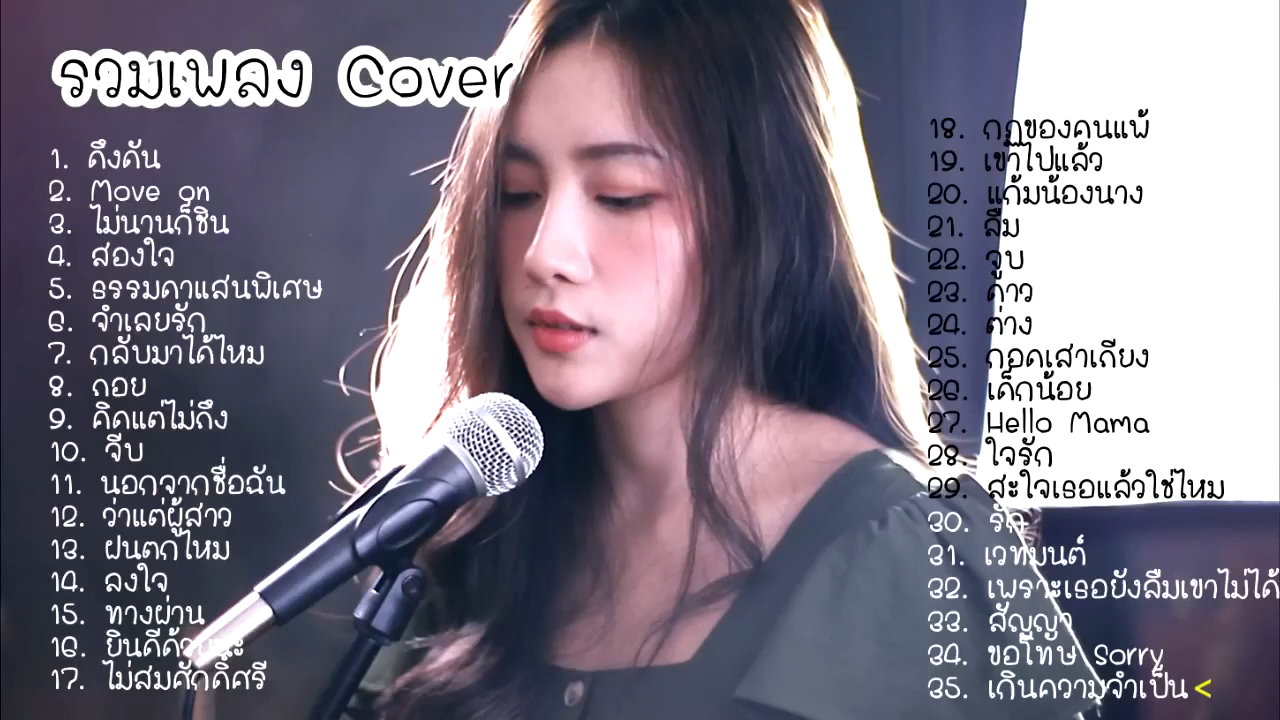 รวมเพลง Cover
1. ดึงดัน
2. Move on
3. ไม่นานก็ชิน
4. สองใจ
5. ธรรมดาแสนพิเศษ
6. จำเลยรัก
7. กลับมาได้ไหม
8. ถอย
9. คิดแต่ไม่ถึง
10. จีบ
11. นอกจากชื่อฉัน
12. ว่าแต่ผู้สาว
13. ฝนตกไหม
14. ลงใจ
15. ทางผ่าน
16. ยินดีด้วยนะ
17. ไม่สมศักดิ์ศรี
18. กฎของคนแพ้
19. เขาไปแล้ว
20. แก้มน้องนาง
21. ลืม
22. จูบ
23. ดาว
24. ต่าง
25. กอดเสาเถียง
26. เด็กน้อย
27. Hello Mama
28. ใจรัก
29. สะใจเธอแล้วใช่ไหม
30. รัก
31. เวทมนต์
32. เพราะเธอยังลืมเขาไม่ได้
33. สัญญา
34. ขอโทษ Sorry
35. เกินความจำเป็น <